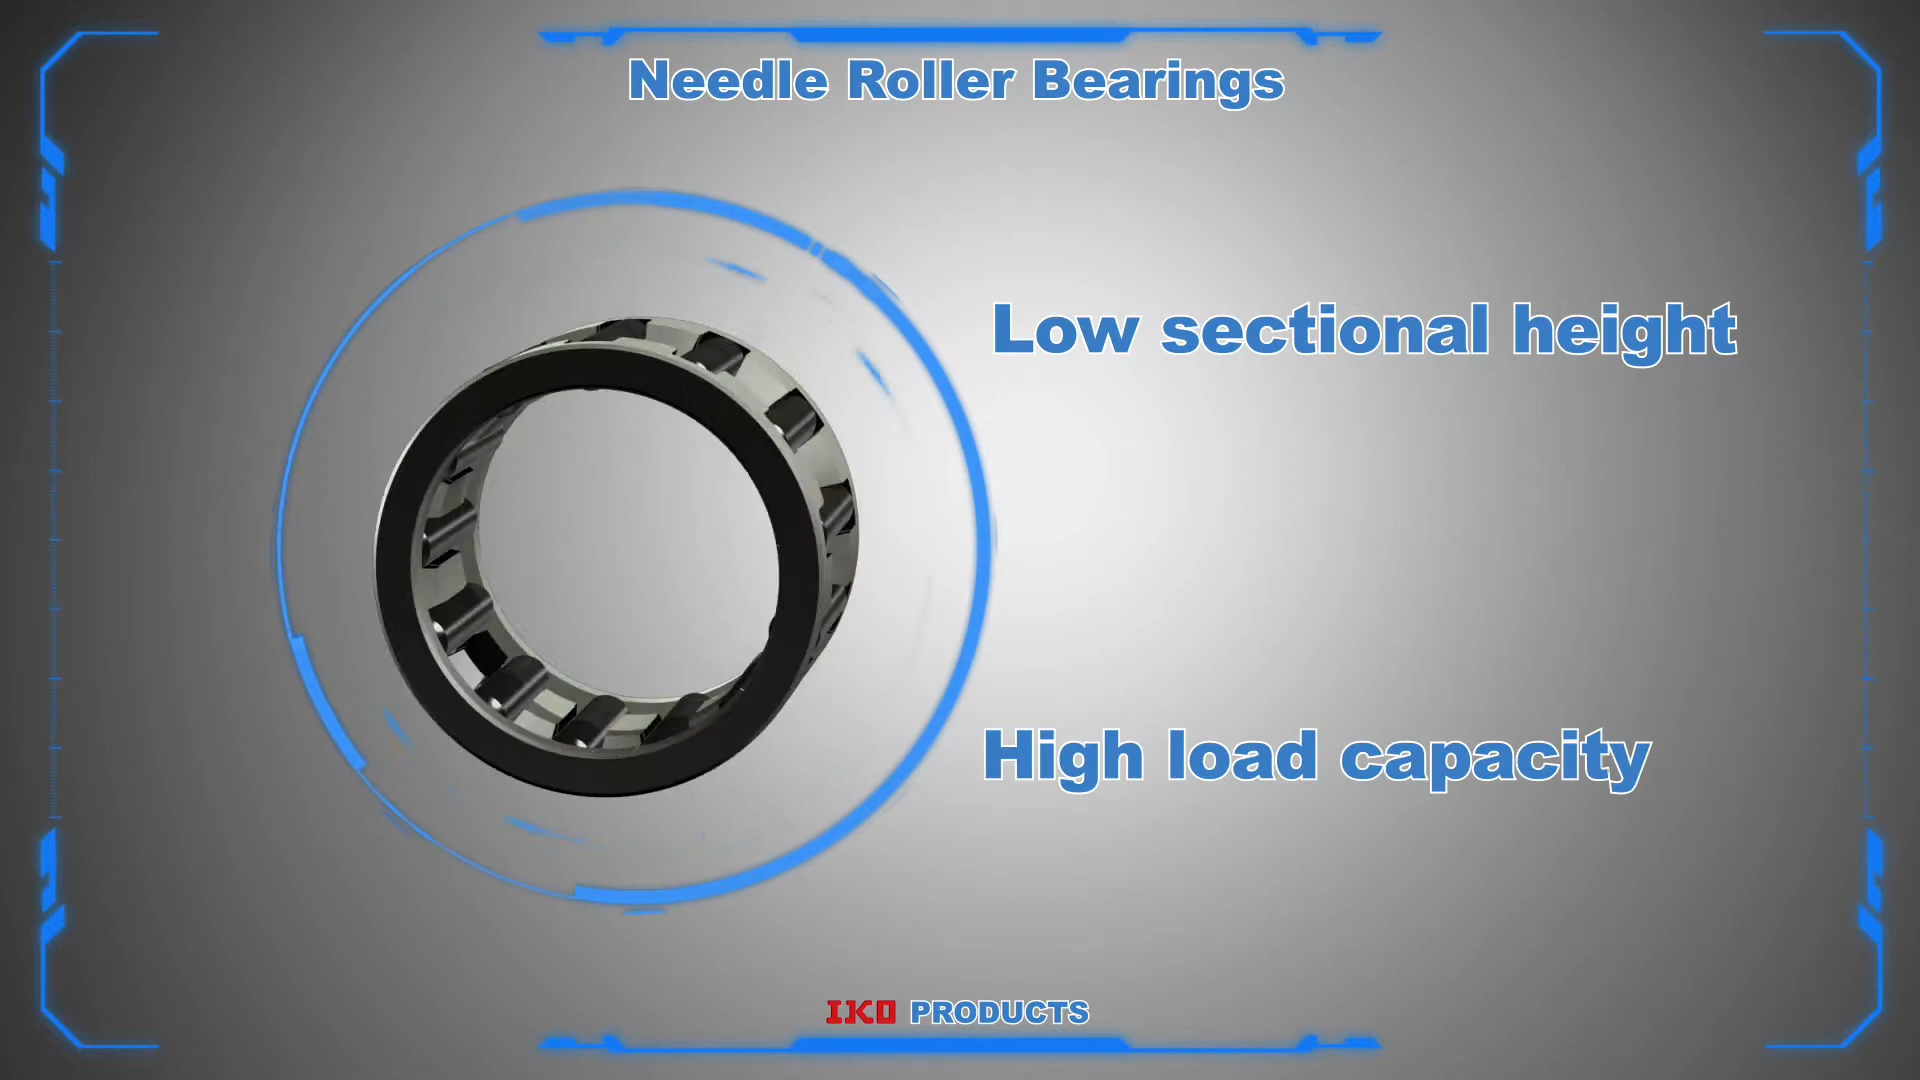 Needle Roller Bearings
Low sectional height
High load capacity
IKO PRODUCTS